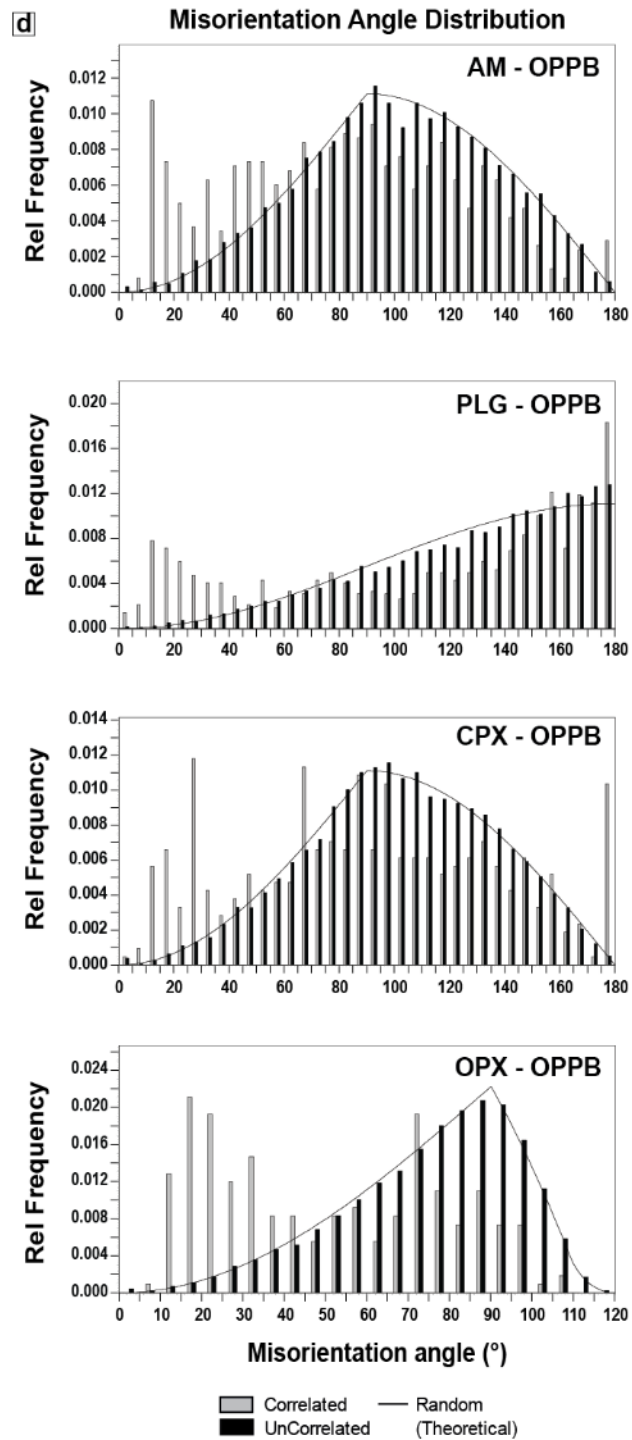 d
Misorientation Angle Distribution
AM - OPPB
Rel Frequency
0.012
0.010
0.008
0.006
0.004
0.002
0.000
0 20 40 60 80 100 120 140 160 180
PLG - OPPB
Rel Frequency
0.020
0.016
0.012
0.008
0.004
0.000
0 20 40 60 80 100 120 140 160 180
CPX - OPPB
Rel Frequency
0.014
0.012
0.010
0.008
0.006
0.004
0.002
0.000
0 20 40 60 80 100 120 140 160 180
OPX - OPPB
Rel Frequency
0.024
0.020
0.016
0.012
0.008
0.004
0.000
0 10 20 30 40 50 60 70 80 90 100 110 120
Misorientation angle (°)
Correlated
UnCorrelated
Random
(Theoretical)